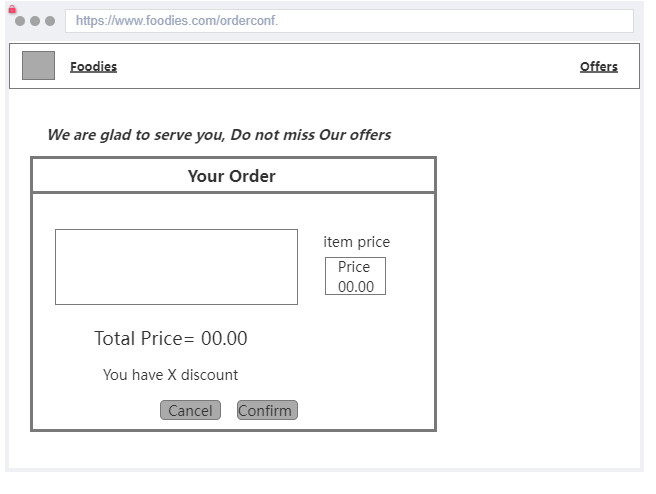 https://www.foodies.com/orderconf.
Foodies
Offers
We are glad to serve you, Do not miss Our offers
Your Order
item price
Price
00.00
Total Price= 00.00
You have X discount
Cancel
Confirm